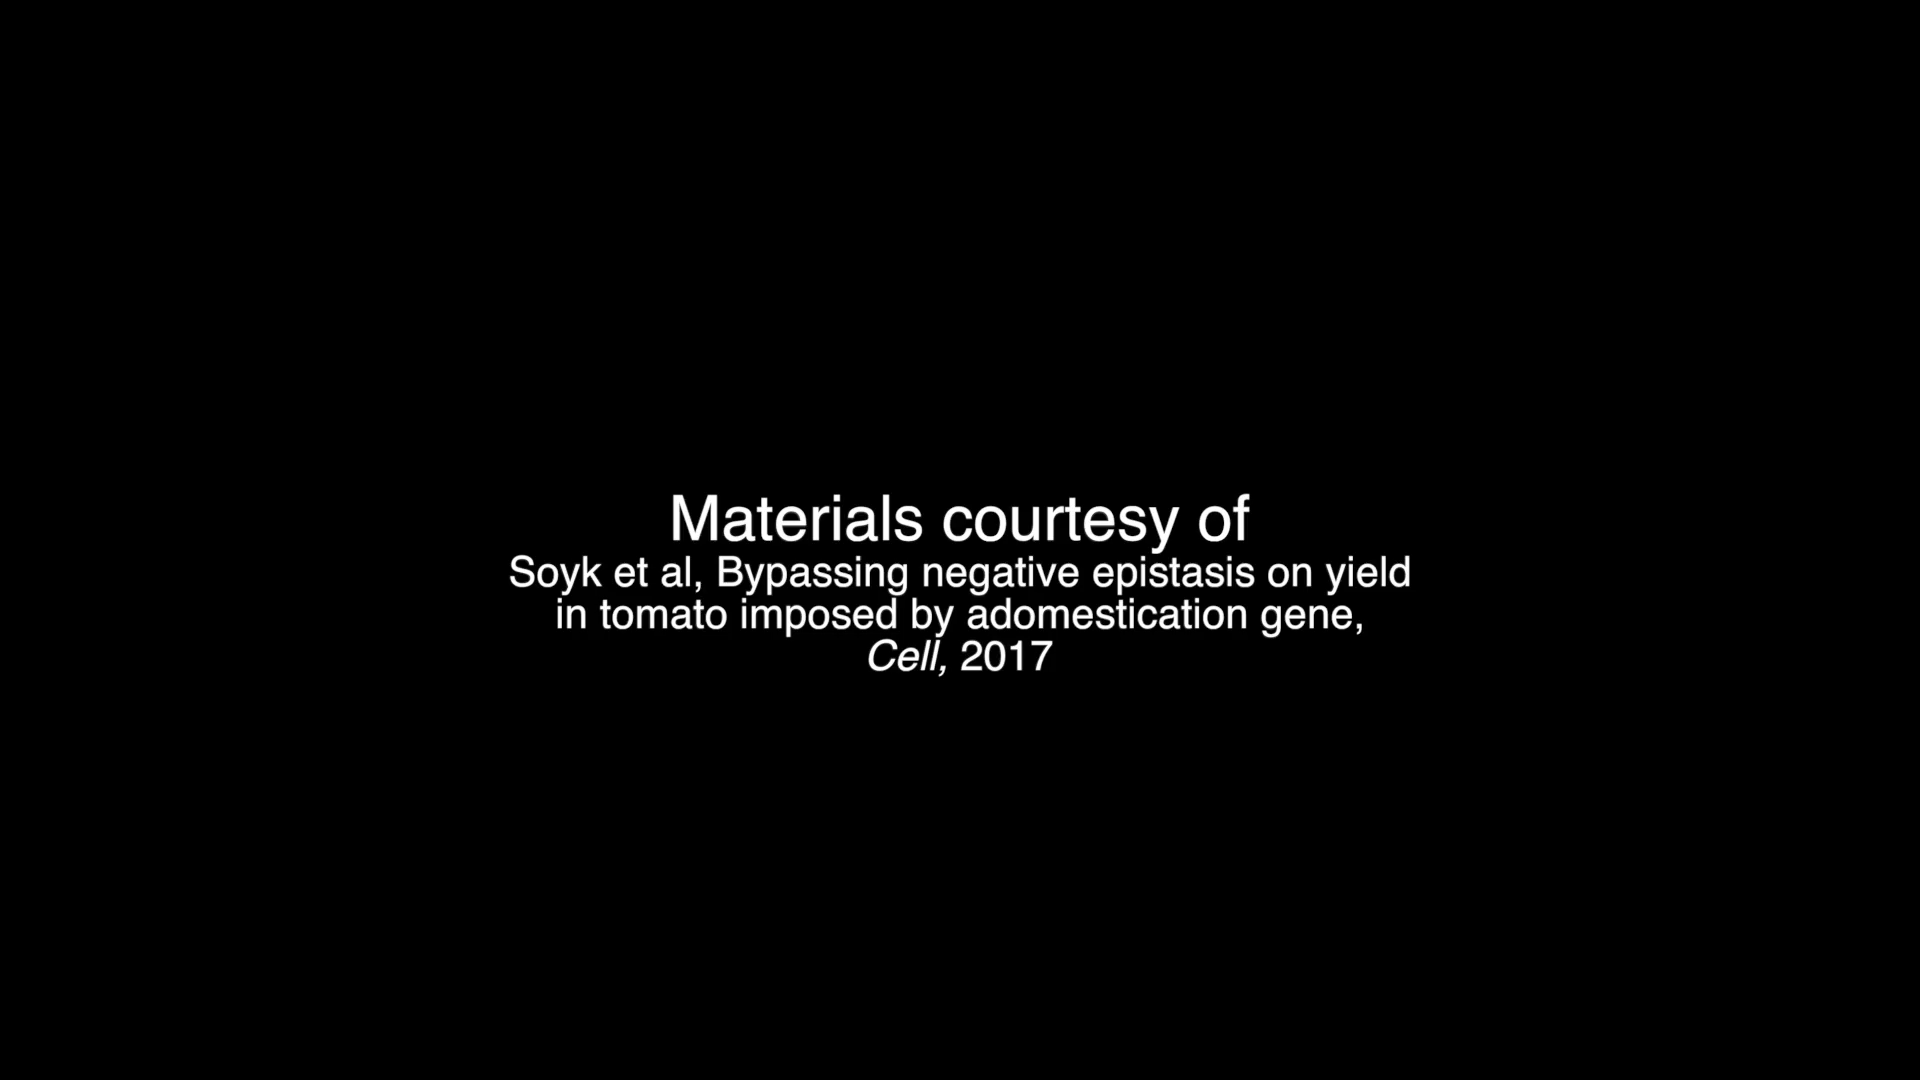 Materials courtesy of
Soyk et al, Bypassing negative epistasis on yield
in tomato imposed by adomestication gene,
Cell, 2017